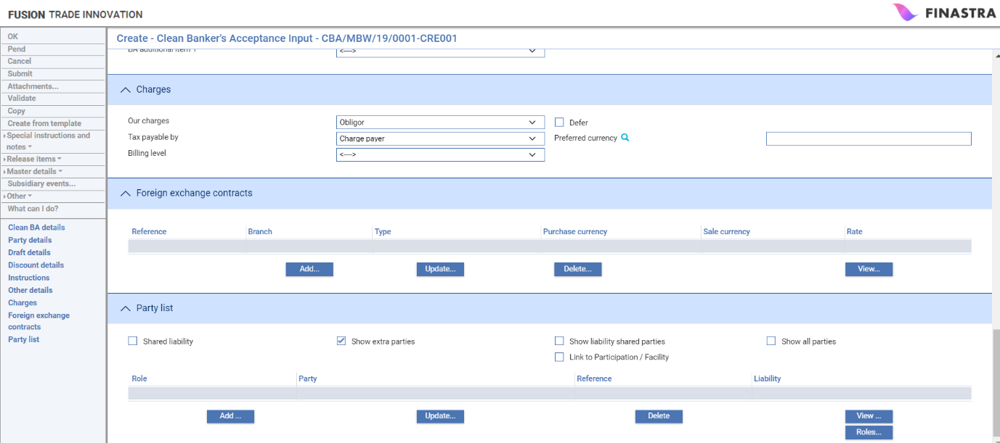 FUSION TRADE INNOVATION
FINASTRA
OK
Pend
Cancel
Submit
Attachments...
Validate
Copy
Create from template
Special instructions and
notes
Release items
Master details
Subsidiary events...
Other
What can I do?
Clean BA details
Party details
Draft details
Discount details
Instructions
Other details
Charges
Foreign exchange
contracts
Party list
Create - Clean Banker's Acceptance Input - CBA/MBW/19/0001-CRE001
BA additional item 1 <---->
Charges
Our charges Obligor Defer
Tax payable by Charge payer Preferred currency
Billing level <---->
Foreign exchange contracts
Reference Branch Type Purchase currency Sale currency Rate
Add... Update... Delete... View...
Party list
Shared liability Show extra parties Show liability shared parties Show all parties
Link to Participation / Facility
Role Party Reference Liability
Add ... Update... Delete View ...
Roles...